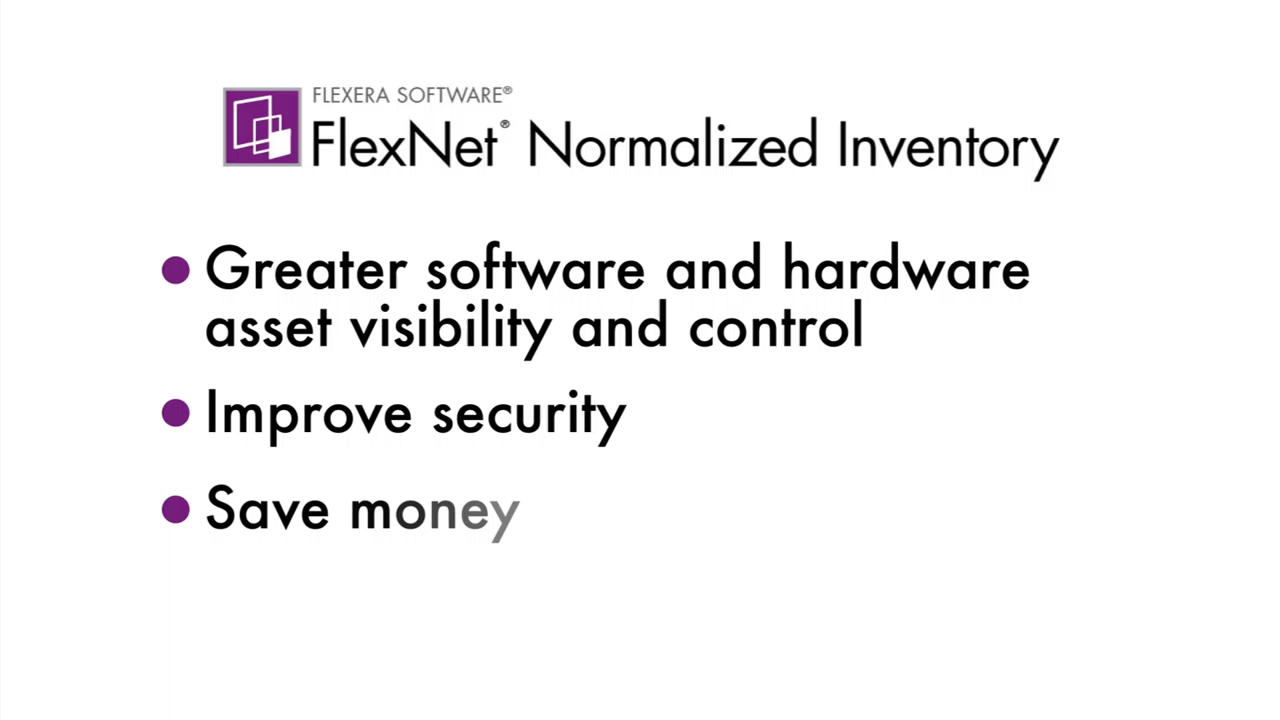 FLEXERA SOFTWARE®
FlexNet® Normalized Inventory
• Greater software and hardware
asset visibility and control
• Improve security
• Save money